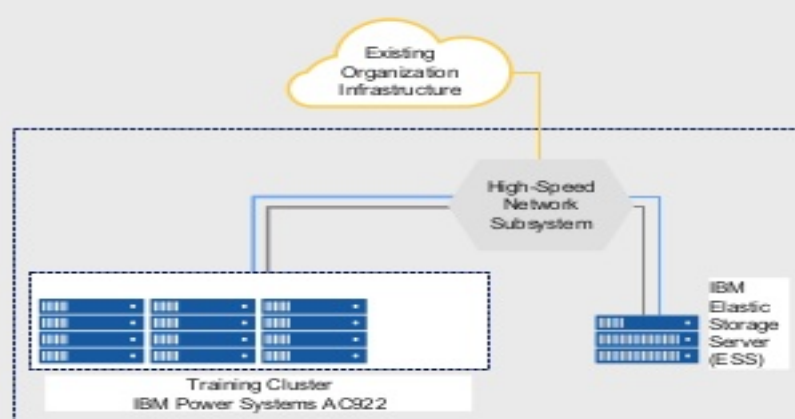 Existing
Organization
Infrastructure
High-Speed
Network
Subsystem
IBM
Elastic
Storage
Server
(ESS)
Training Cluster
IBM Power Systems AC922